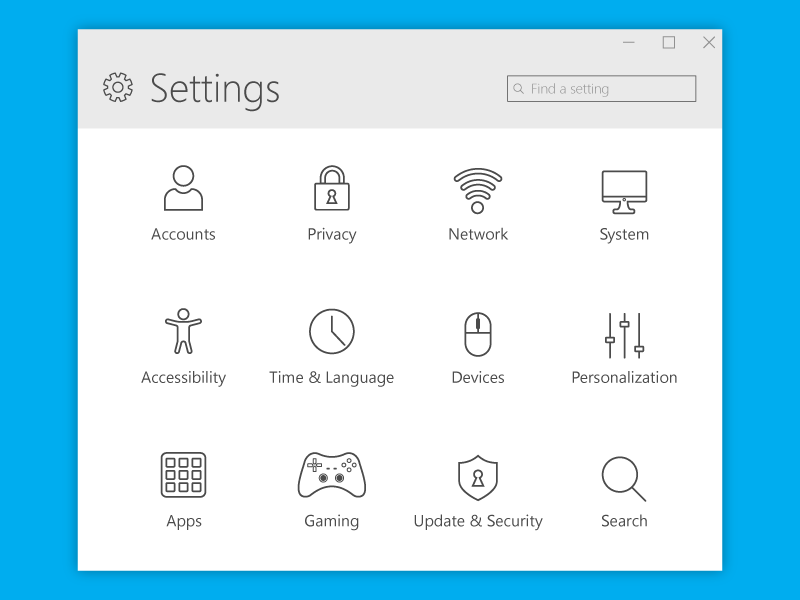 Settings
Find a setting
Accounts
Privacy
Network
System
Accessibility
Time & Language
Devices
Personalization
Apps
Gaming
Update & Security
Search